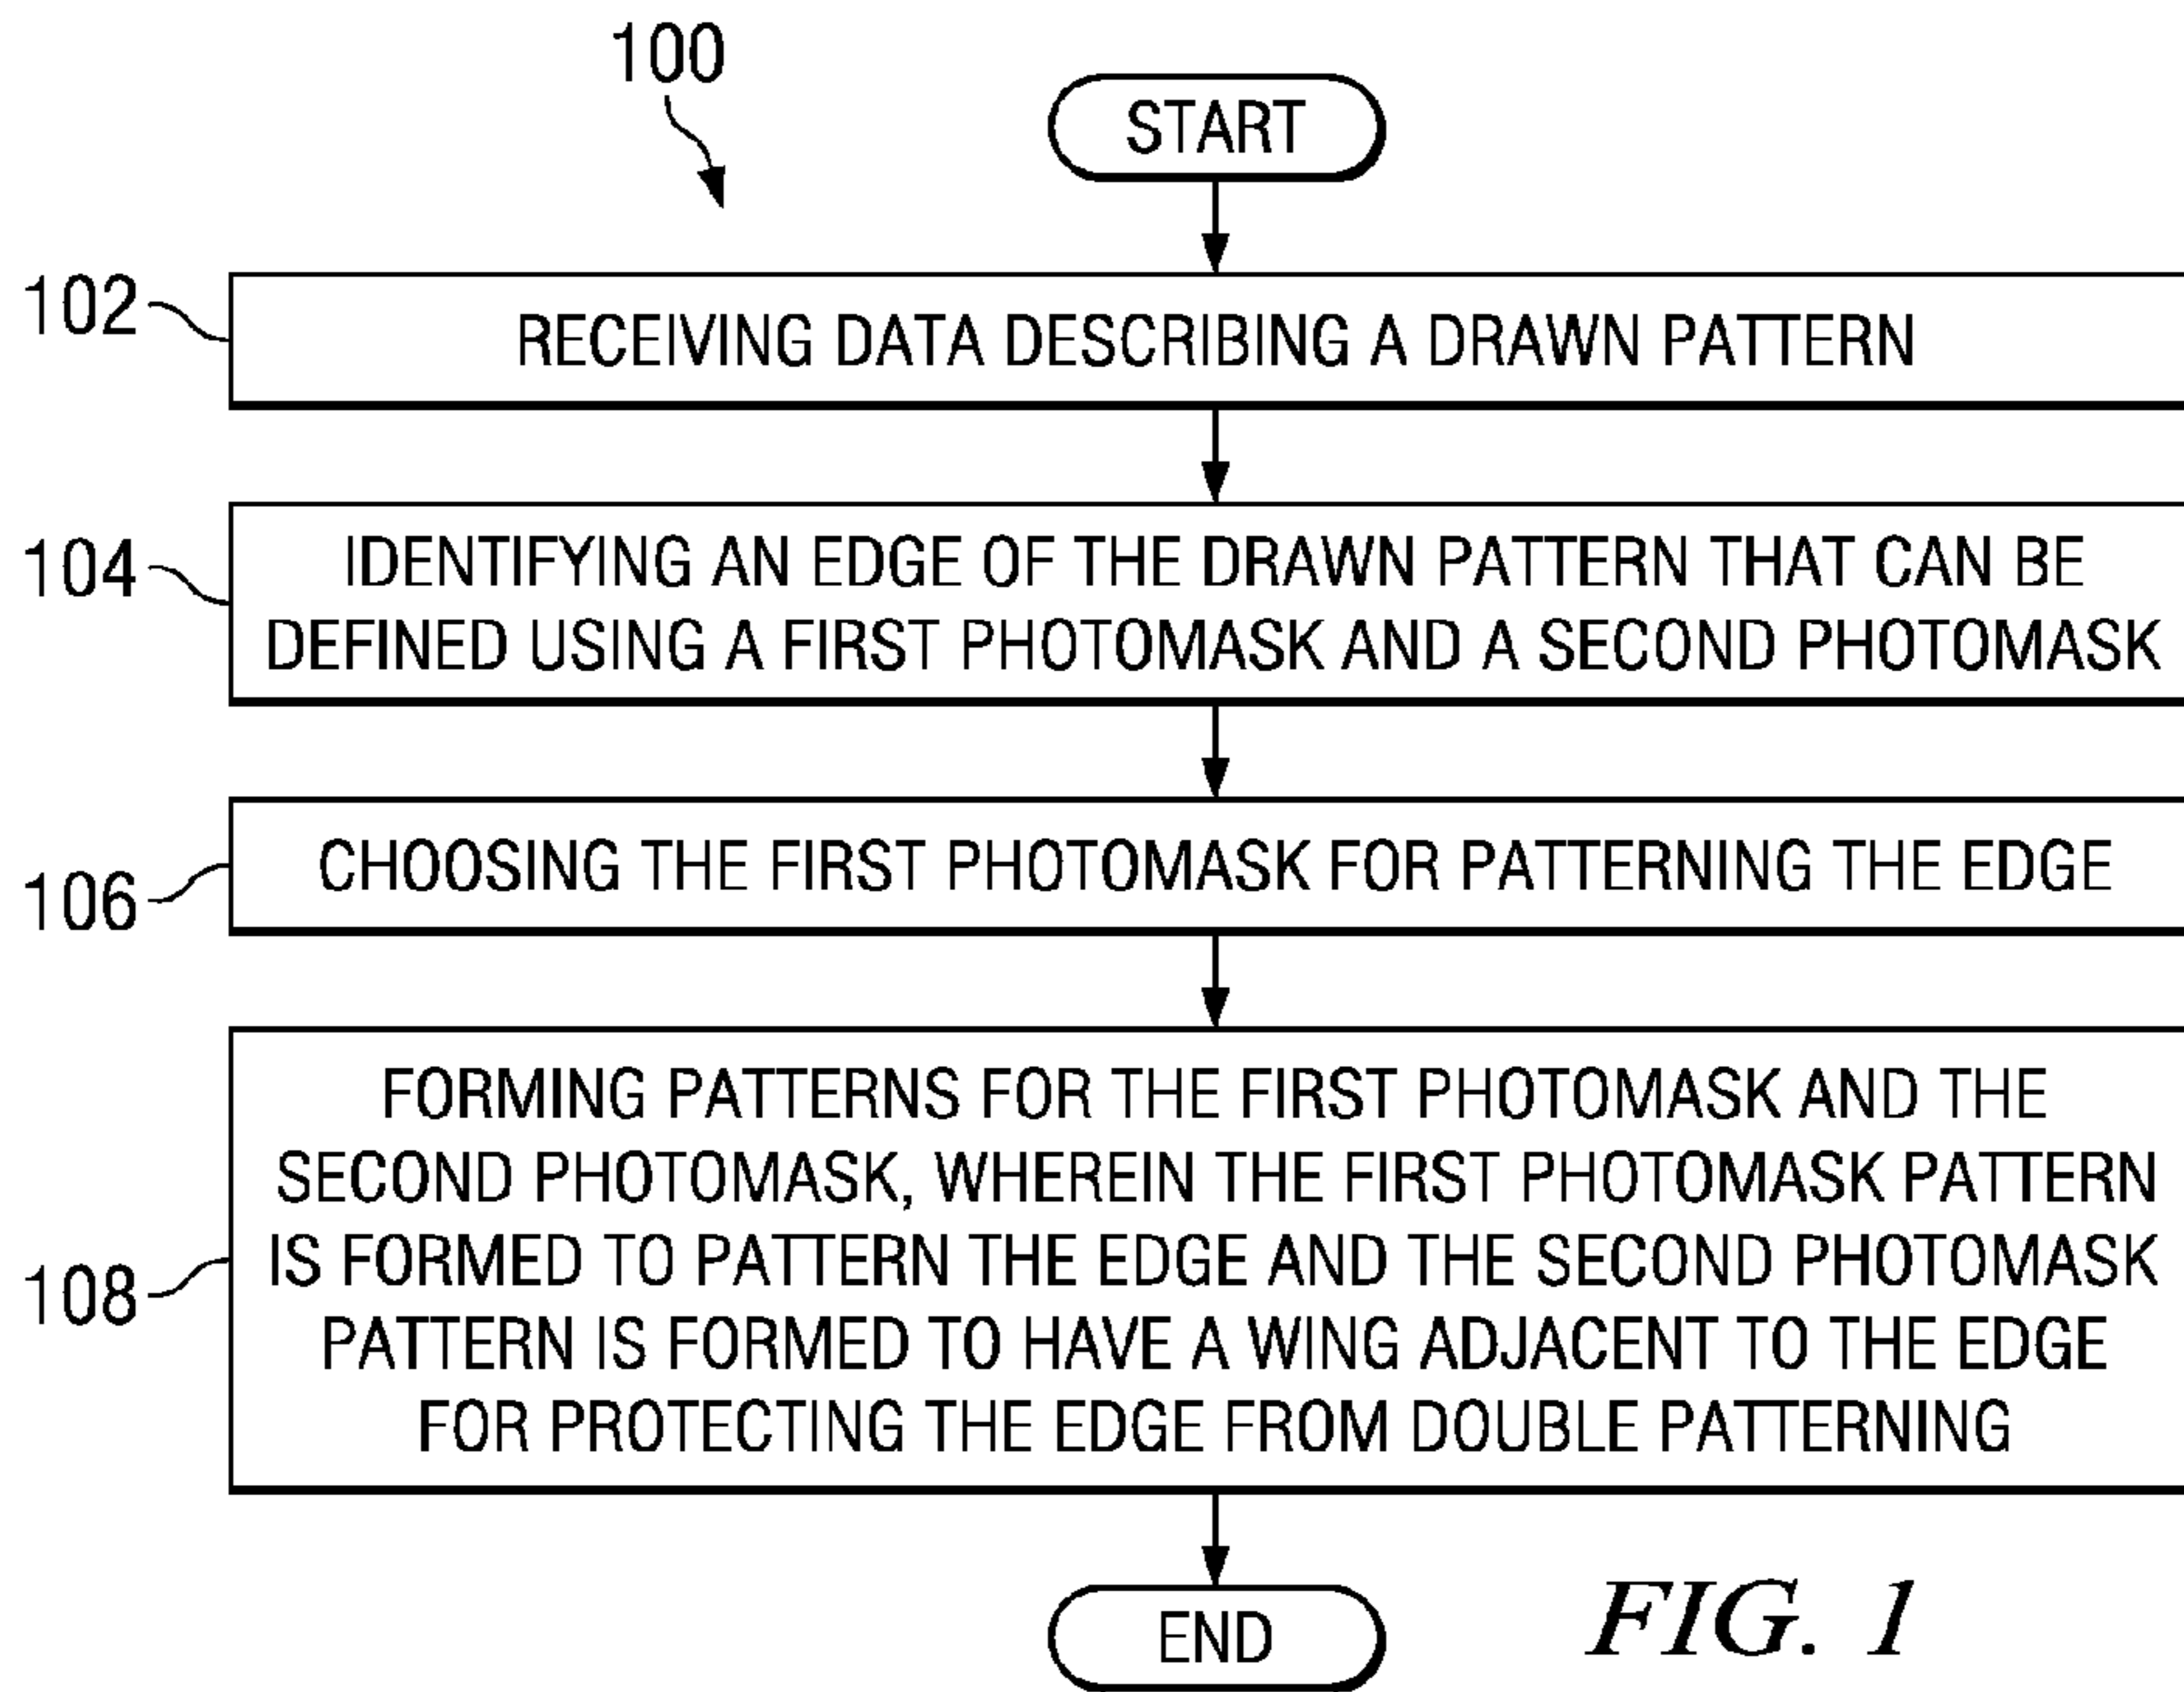 100
START
102
RECEIVING DATA DESCRIBING A DRAWN PATTERN
104
IDENTIFYING AN EDGE OF THE DRAWN PATTERN THAT CAN BE
DEFINED USING A FIRST PHOTOMASK AND A SECOND PHOTOMASK
106
CHOOSING THE FIRST PHOTOMASK FOR PATTERNING THE EDGE
108
FORMING PATTERNS FOR THE FIRST PHOTOMASK AND THE
SECOND PHOTOMASK, WHEREIN THE FIRST PHOTOMASK PATTERN
IS FORMED TO PATTERN THE EDGE AND THE SECOND PHOTOMASK
PATTERN IS FORMED TO HAVE A WING ADJACENT TO THE EDGE
FOR PROTECTING THE EDGE FROM DOUBLE PATTERNING
END
FIG. 1